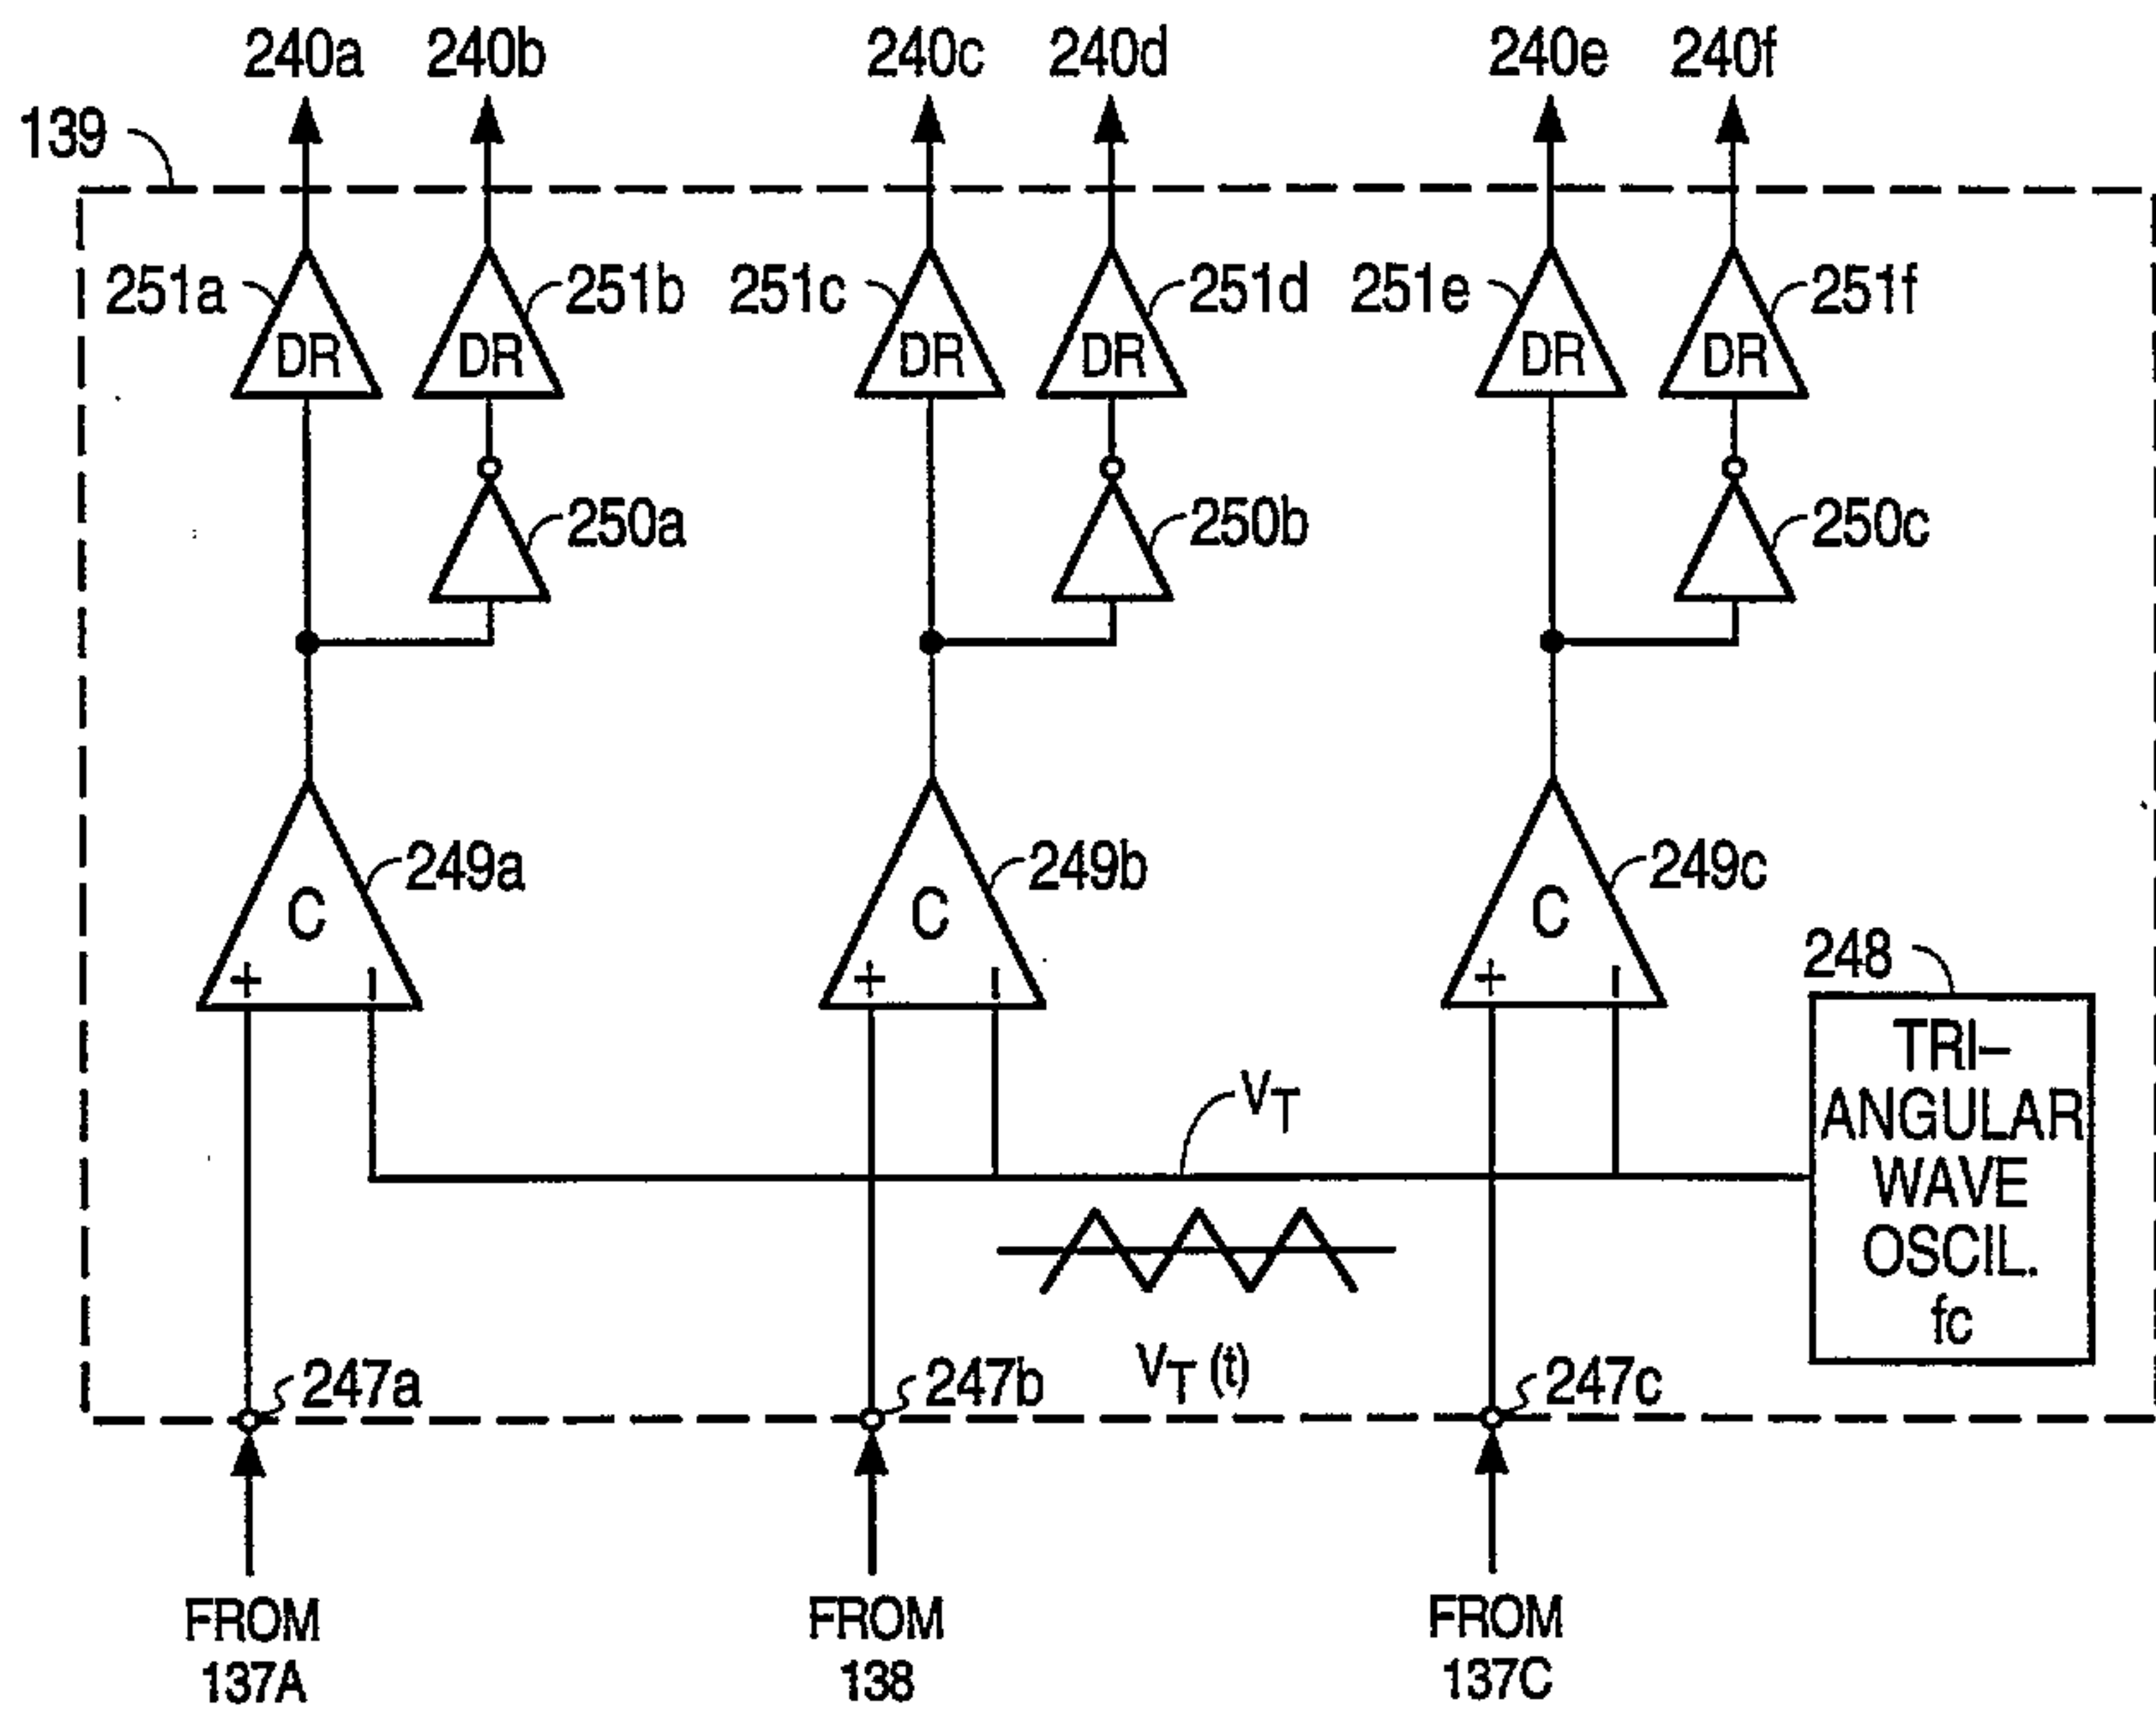 240a 240b 240c 240d 240e 240f
139
251a 251b 251c 251d 251e 251f
DR DR DR DR DR DR
250a 250b 250c
249a 249b 249c
C C C
+ − + − + −
248
TRI–
ANGULAR
WAVE
OSCIL.
fc
VT
VT (t)
247a 247b 247c
FROM
137A
FROM
138
FROM
137C